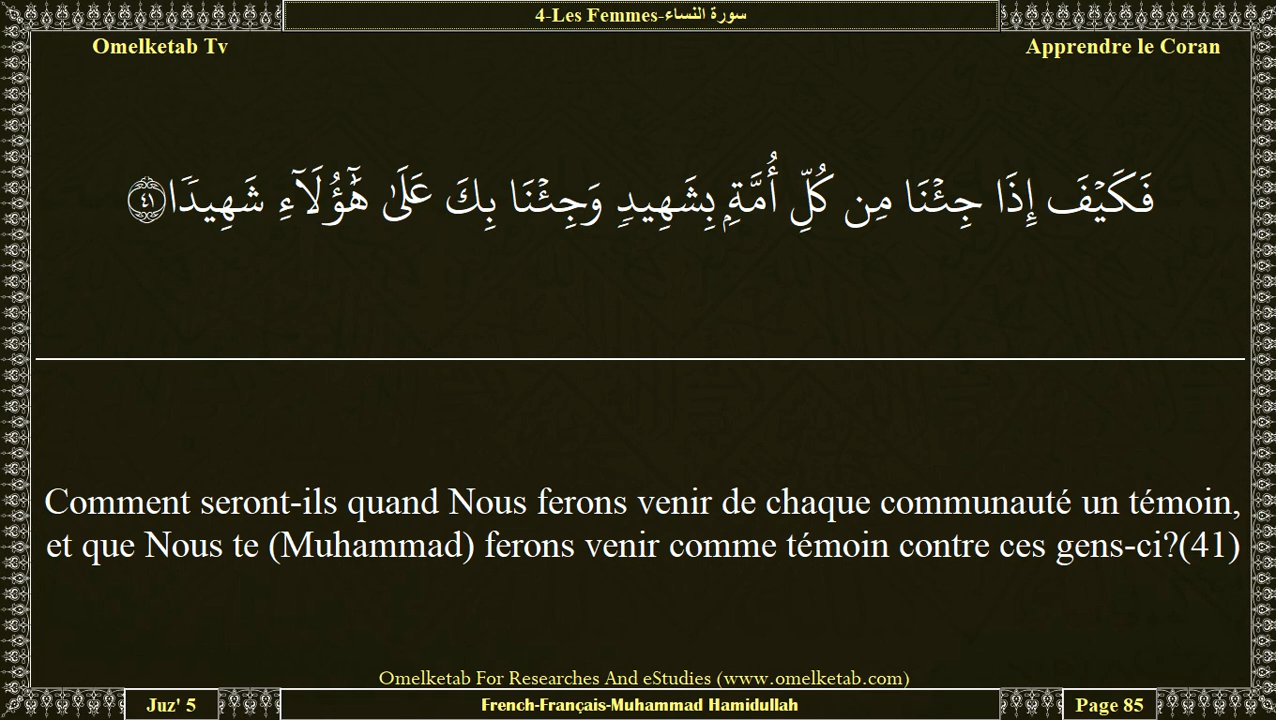 4-Les Femmes-سورة النساء
Omelketab Tv
Apprendre le Coran
فَكَيۡفَ إِذَا جِئۡنَا مِن كُلِّ أُمَّةِۭ بِشَهِيدٖ وَجِئۡنَا بِكَ عَلَىٰ هَٰٓؤُلَآءِ شَهِيدٗا ٤١
Comment seront-ils quand Nous ferons venir de chaque communauté un témoin,
et que Nous te (Muhammad) ferons venir comme témoin contre ces gens-ci?(41)
Omelketab For Researches And eStudies (www.omelketab.com)
Juz' 5
French-Français-Muhammad Hamidullah
Page 85